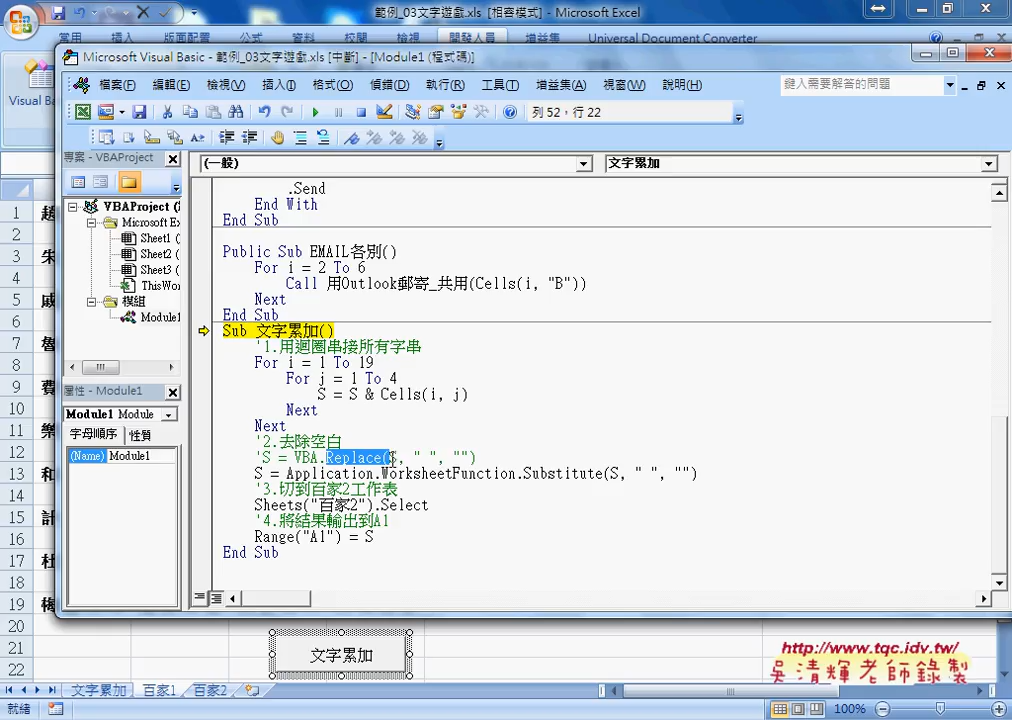 範例_03文字遊戲.xls [相容模式] - Microsoft Excel
常用 插入 版面配置 公式 資料 校閱 檢視 開發人員 增益集 Universal Document Converter
Visual Ba
Microsoft Visual Basic - 範例_03文字遊戲.xls [中斷] - [Module1 (程式碼)]
檔案(F) 編輯(E) 檢視(V) 插入(I) 格式(O) 偵錯(D) 執行(R) 工具(T) 增益集(A) 視窗(W) 說明(H) 鍵入需要解答的問題
列 52，行 22
專案 - VBAProject
(一般) 文字累加
VBAProject (
Microsoft Ex
Sheet1 (
Sheet2 (
Sheet3 (
ThisWor
模組
Module1
屬性 - Module1
Module1 Module
字母順序 性質
(Name) Module1
.Send
End With
End Sub
Public Sub EMAIL各別()
For i = 2 To 6
Call 用Outlook郵寄_共用(Cells(i, "B"))
Next
End Sub
Sub 文字累加()
'1.用迴圈串接所有字串
For i = 1 To 19
For j = 1 To 4
S = S & Cells(i, j)
Next
Next
'2.去除空白
'S = VBA.Replace(S, " ", "")
S = Application.WorksheetFunction.Substitute(S, " ", "")
'3.切到百家2工作表
Sheets("百家2").Select
'4.將結果輸出到A1
Range("A1") = S
End Sub
1 趙
2
3 朱
4
5 戚
6
7 魯
8
9 費
10
11 樂
12
13 和
14
15 計
16
17 杜
18
19 梅
20
21
22
文字累加
http://www.tqc.idv.tw/
吳清輝老師錄製
文字累加 百家1 百家2
就緒 100%